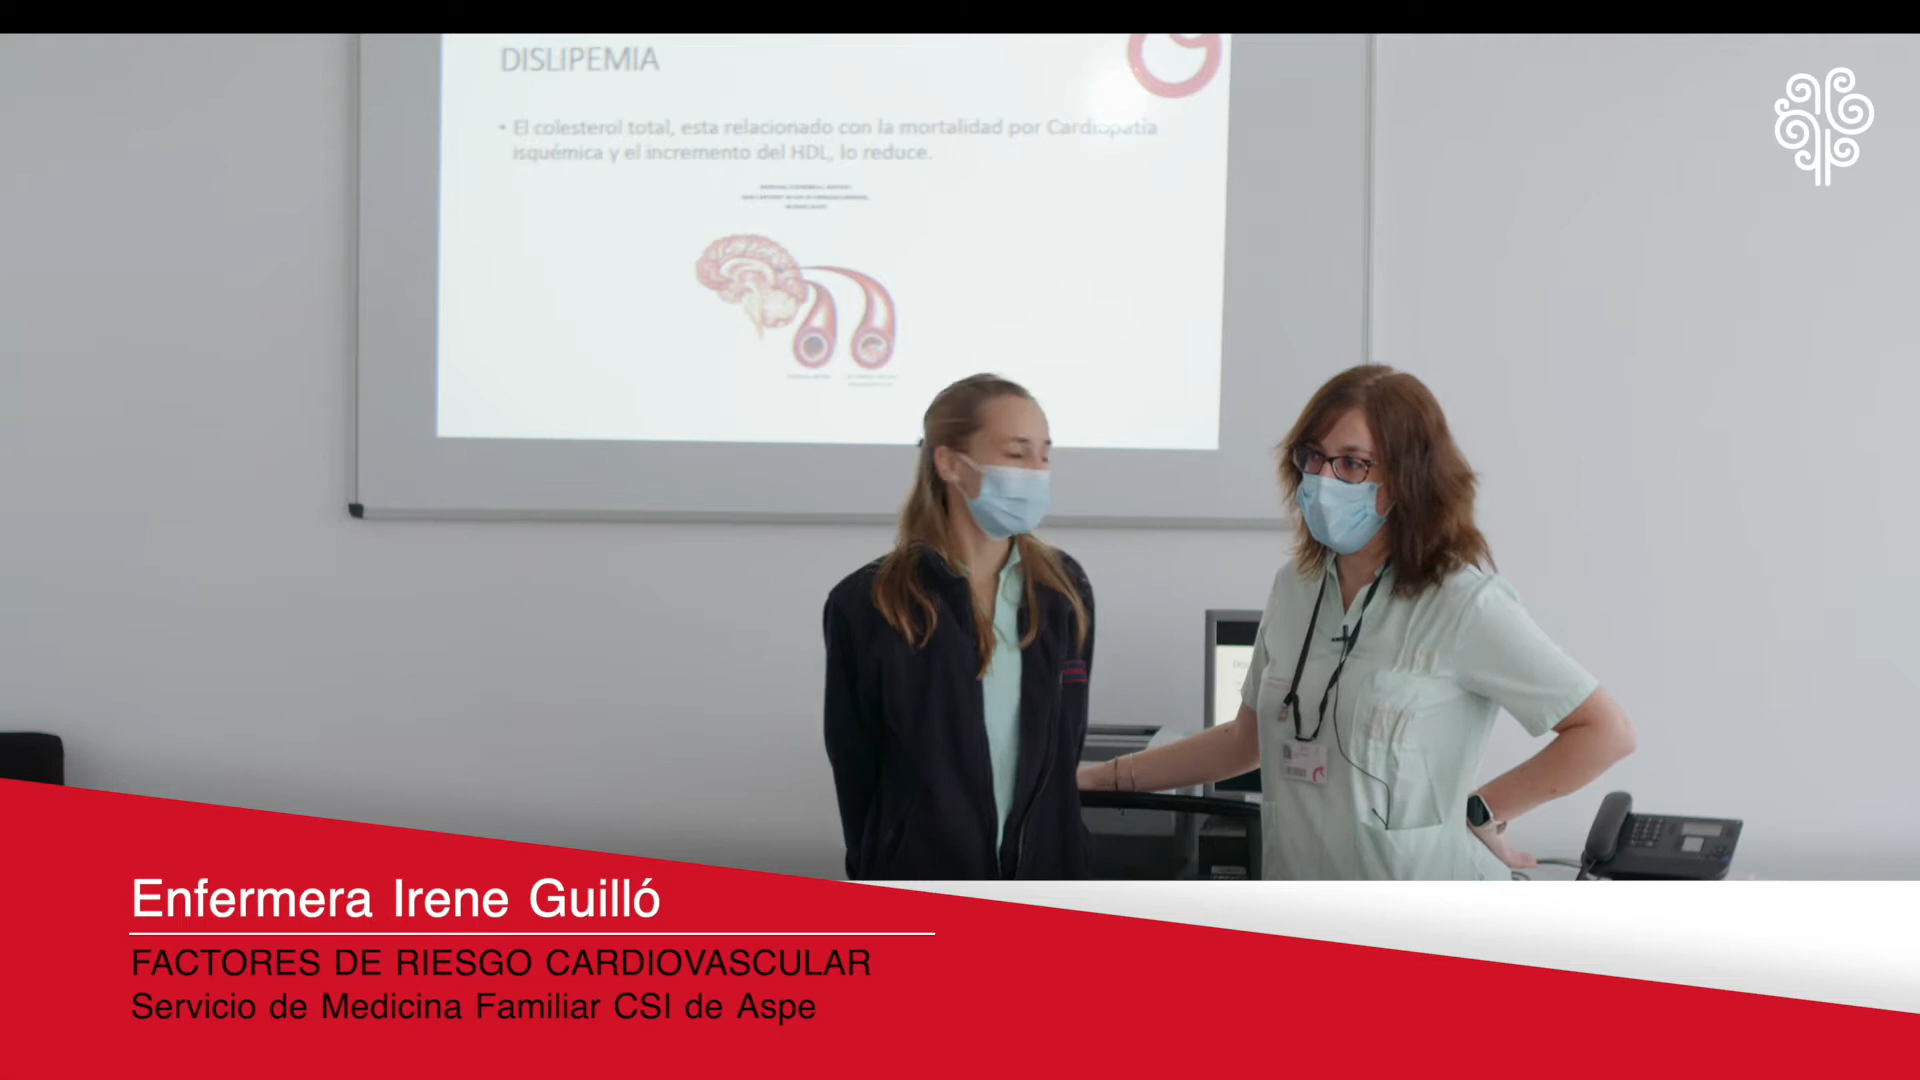 DISLIPEMIA
• El colesterol total, esta relacionado con la mortalidad por Cardiopatía
isquémica y el incremento del HDL, lo reduce.
Enfermera Irene Guilló
FACTORES DE RIESGO CARDIOVASCULAR
Servicio de Medicina Familiar CSI de Aspe